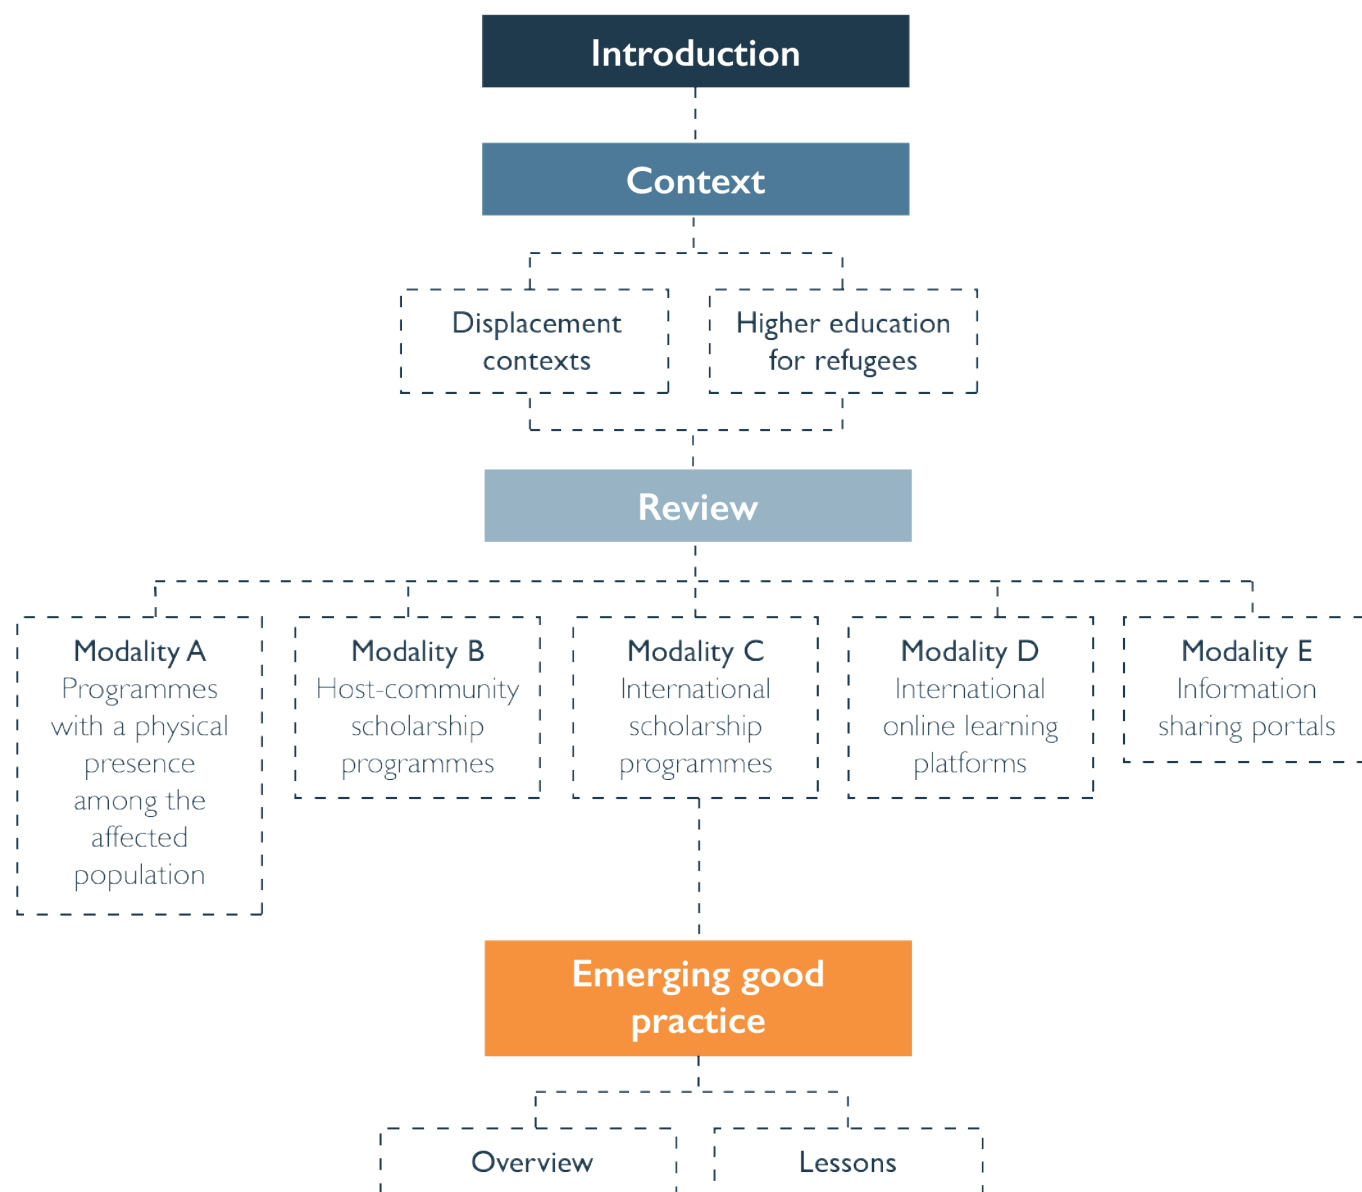 Introduction
Context
Displacement
contexts
Higher education
for refugees
Review
Modality A
Programmes
with a physical
presence
among the
affected
population
Modality B
Host-community
scholarship
programmes
Modality C
International
scholarship
programmes
Modality D
International
online learning
platforms
Modality E
Information
sharing portals
Emerging good
practice
Overview
Lessons